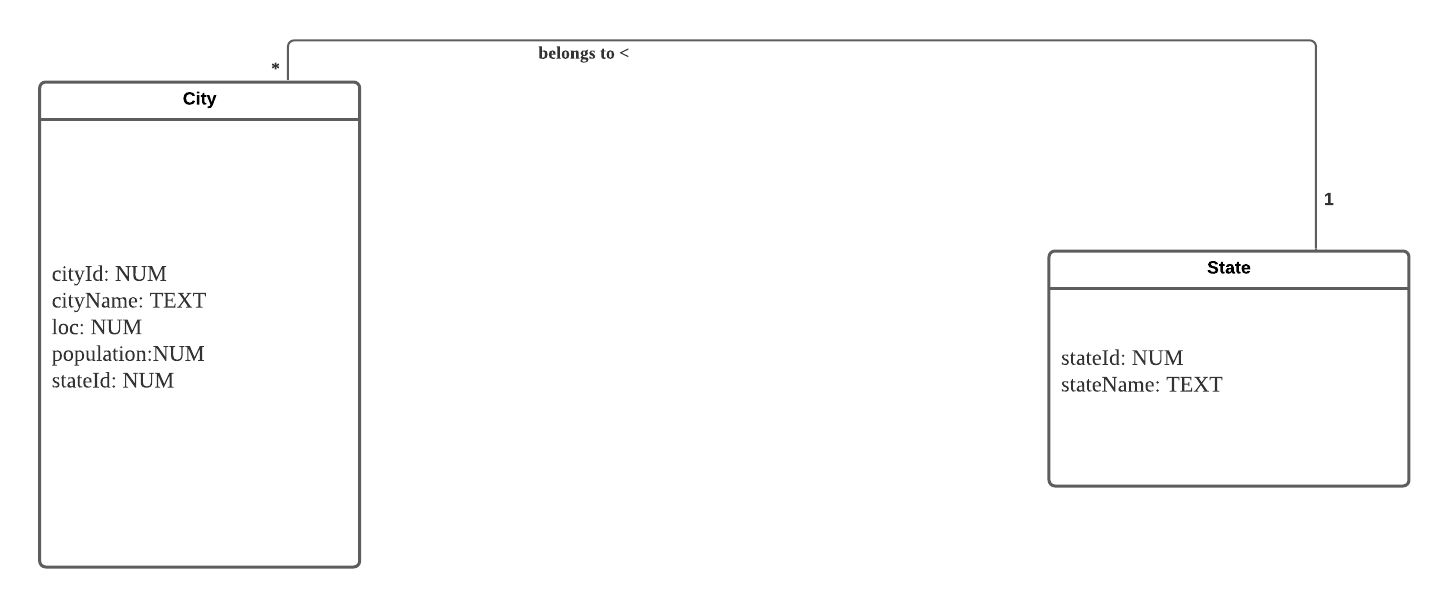 belongs to <
*
City
cityId: NUM
cityName: TEXT
loc: NUM
population:NUM
stateId: NUM
1
State
stateId: NUM
stateName: TEXT